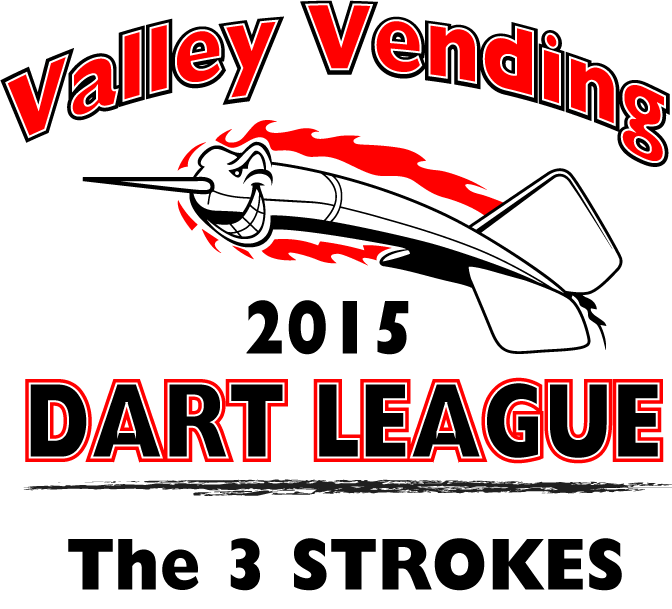 Valley Vending
2015
DART LEAGUE
The 3 STROKES